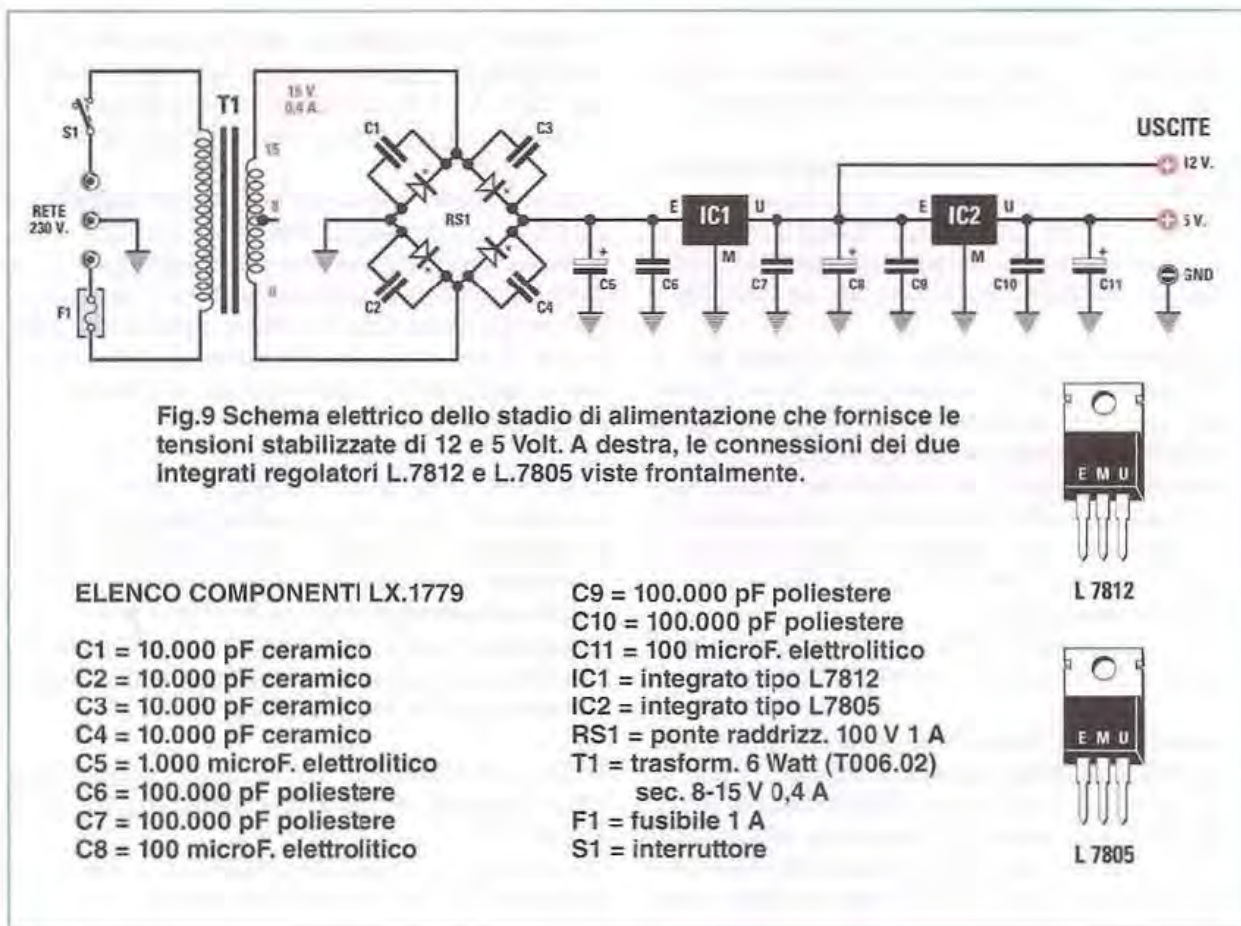 T1
15 V.
0,4 A.
S1
15
8
0
RETE
230 V.
F1
C1
C3
RS1
C2
C4
E IC1 U
M
C5
C6
C7
C8
C9
E IC2 U
M
C10
C11
USCITE
12 V.
5 V.
GND
Fig.9 Schema elettrico dello stadio di alimentazione che fornisce le
tensioni stabilizzate di 12 e 5 Volt. A destra, le connessioni dei due
integrati regolatori L.7812 e L.7805 viste frontalmente.
E M U
L 7812
E M U
L 7805
ELENCO COMPONENTI LX.1779
C1 = 10.000 pF ceramico
C2 = 10.000 pF ceramico
C3 = 10.000 pF ceramico
C4 = 10.000 pF ceramico
C5 = 1.000 microF. elettrolitico
C6 = 100.000 pF poliestere
C7 = 100.000 pF poliestere
C8 = 100 microF. elettrolitico
C9 = 100.000 pF poliestere
C10 = 100.000 pF poliestere
C11 = 100 microF. elettrolitico
IC1 = integrato tipo L7812
IC2 = integrato tipo L7805
RS1 = ponte raddrizz. 100 V 1 A
T1 = trasform. 6 Watt (T006.02)
sec. 8-15 V 0,4 A
F1 = fusibile 1 A
S1 = interruttore